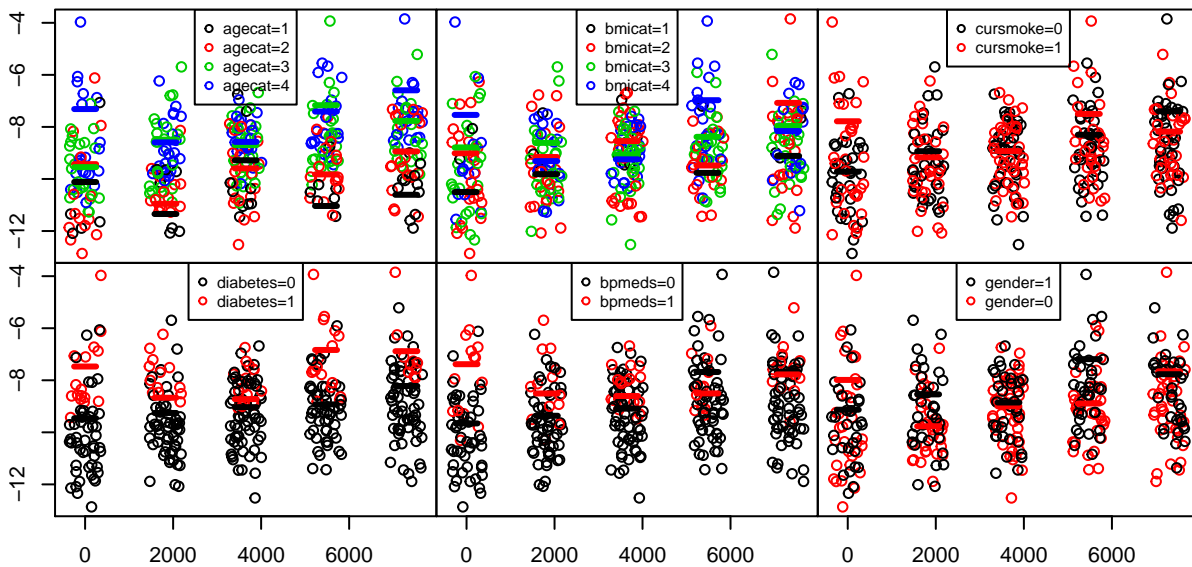 −4
−6
−8
−10
−12
agecat=1
agecat=2
agecat=3
agecat=4
bmicat=1
bmicat=2
bmicat=3
bmicat=4
cursmoke=0
cursmoke=1
−4
−6
−8
−12
diabetes=0
diabetes=1
bpmeds=0
bpmeds=1
gender=1
gender=0
0 2000 4000 6000
0 2000 4000 6000
0 2000 4000 6000